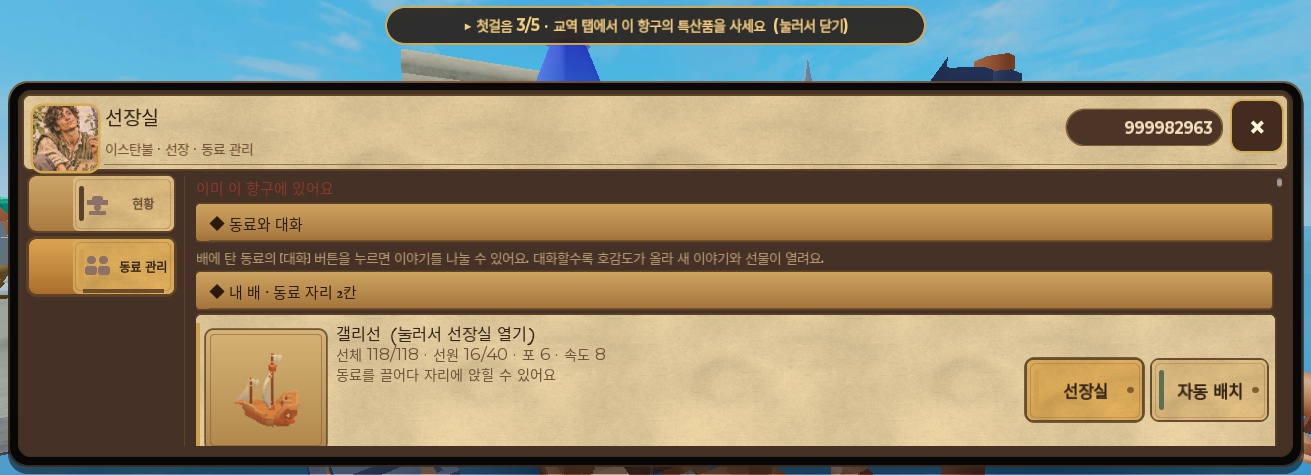 ▸ 첫걸음 3/5 · 교역 탭에서 이 항구의 특산품을 사세요 (눌러서 닫기)
선장실
이스탄불 · 선장 · 동료 관리
999982963
×
현황
동료 관리
이미 이 항구에 있어요
◆ 동료와 대화
배에 탄 동료의 [대화] 버튼을 누르면 이야기를 나눌 수 있어요. 대화할수록 호감도가 올라 새 이야기와 선물이 열려요.
◆ 내 배 · 동료 자리 2칸
갤리선 (눌러서 선장실 열기)
선체 118/118 · 선원 16/40 · 포 6 · 속도 8
동료를 끌어다 자리에 앉힐 수 있어요
선장실
자동 배치